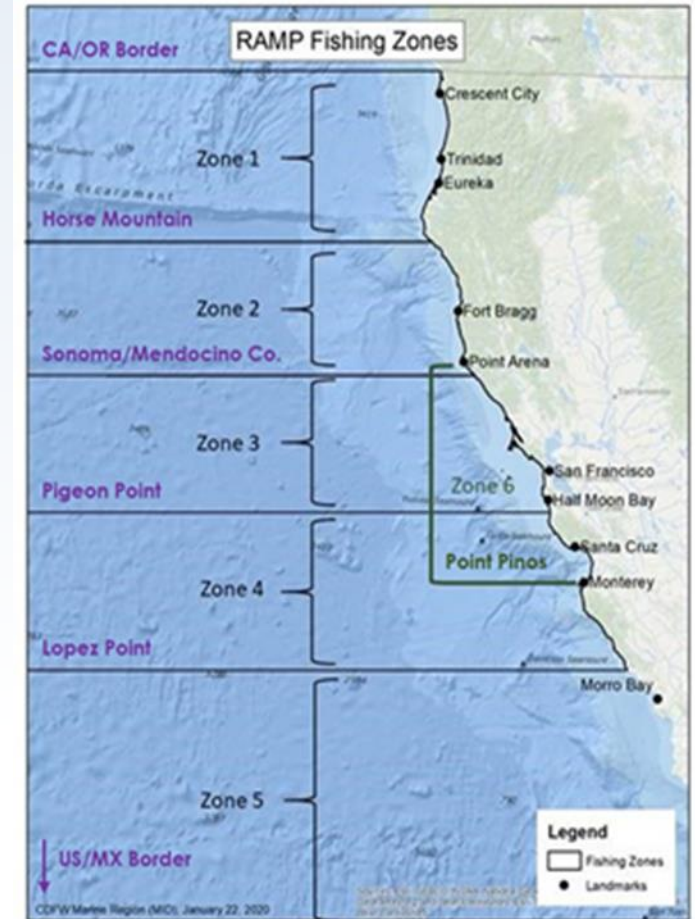 CA/OR Border
RAMP Fishing Zones
Crescent City
Zone 1
Trinidad
Eureka
Escarpment
Horse Mountain
Zone 2
Fort Bragg
Sonoma/Mendocino Co.
Point Arena
Sacramento
Zone 3
San Francisco
Zone 6
Pigeon Point
Half Moon Bay
Santa Cruz
Point Pinos
Zone 4
Monterey
Lopez Point
Morro Bay
Zone 5
Legend
Fishing Zones
Landmarks
US/MX Border
CDFW Marine Region (MID), January 22, 2020